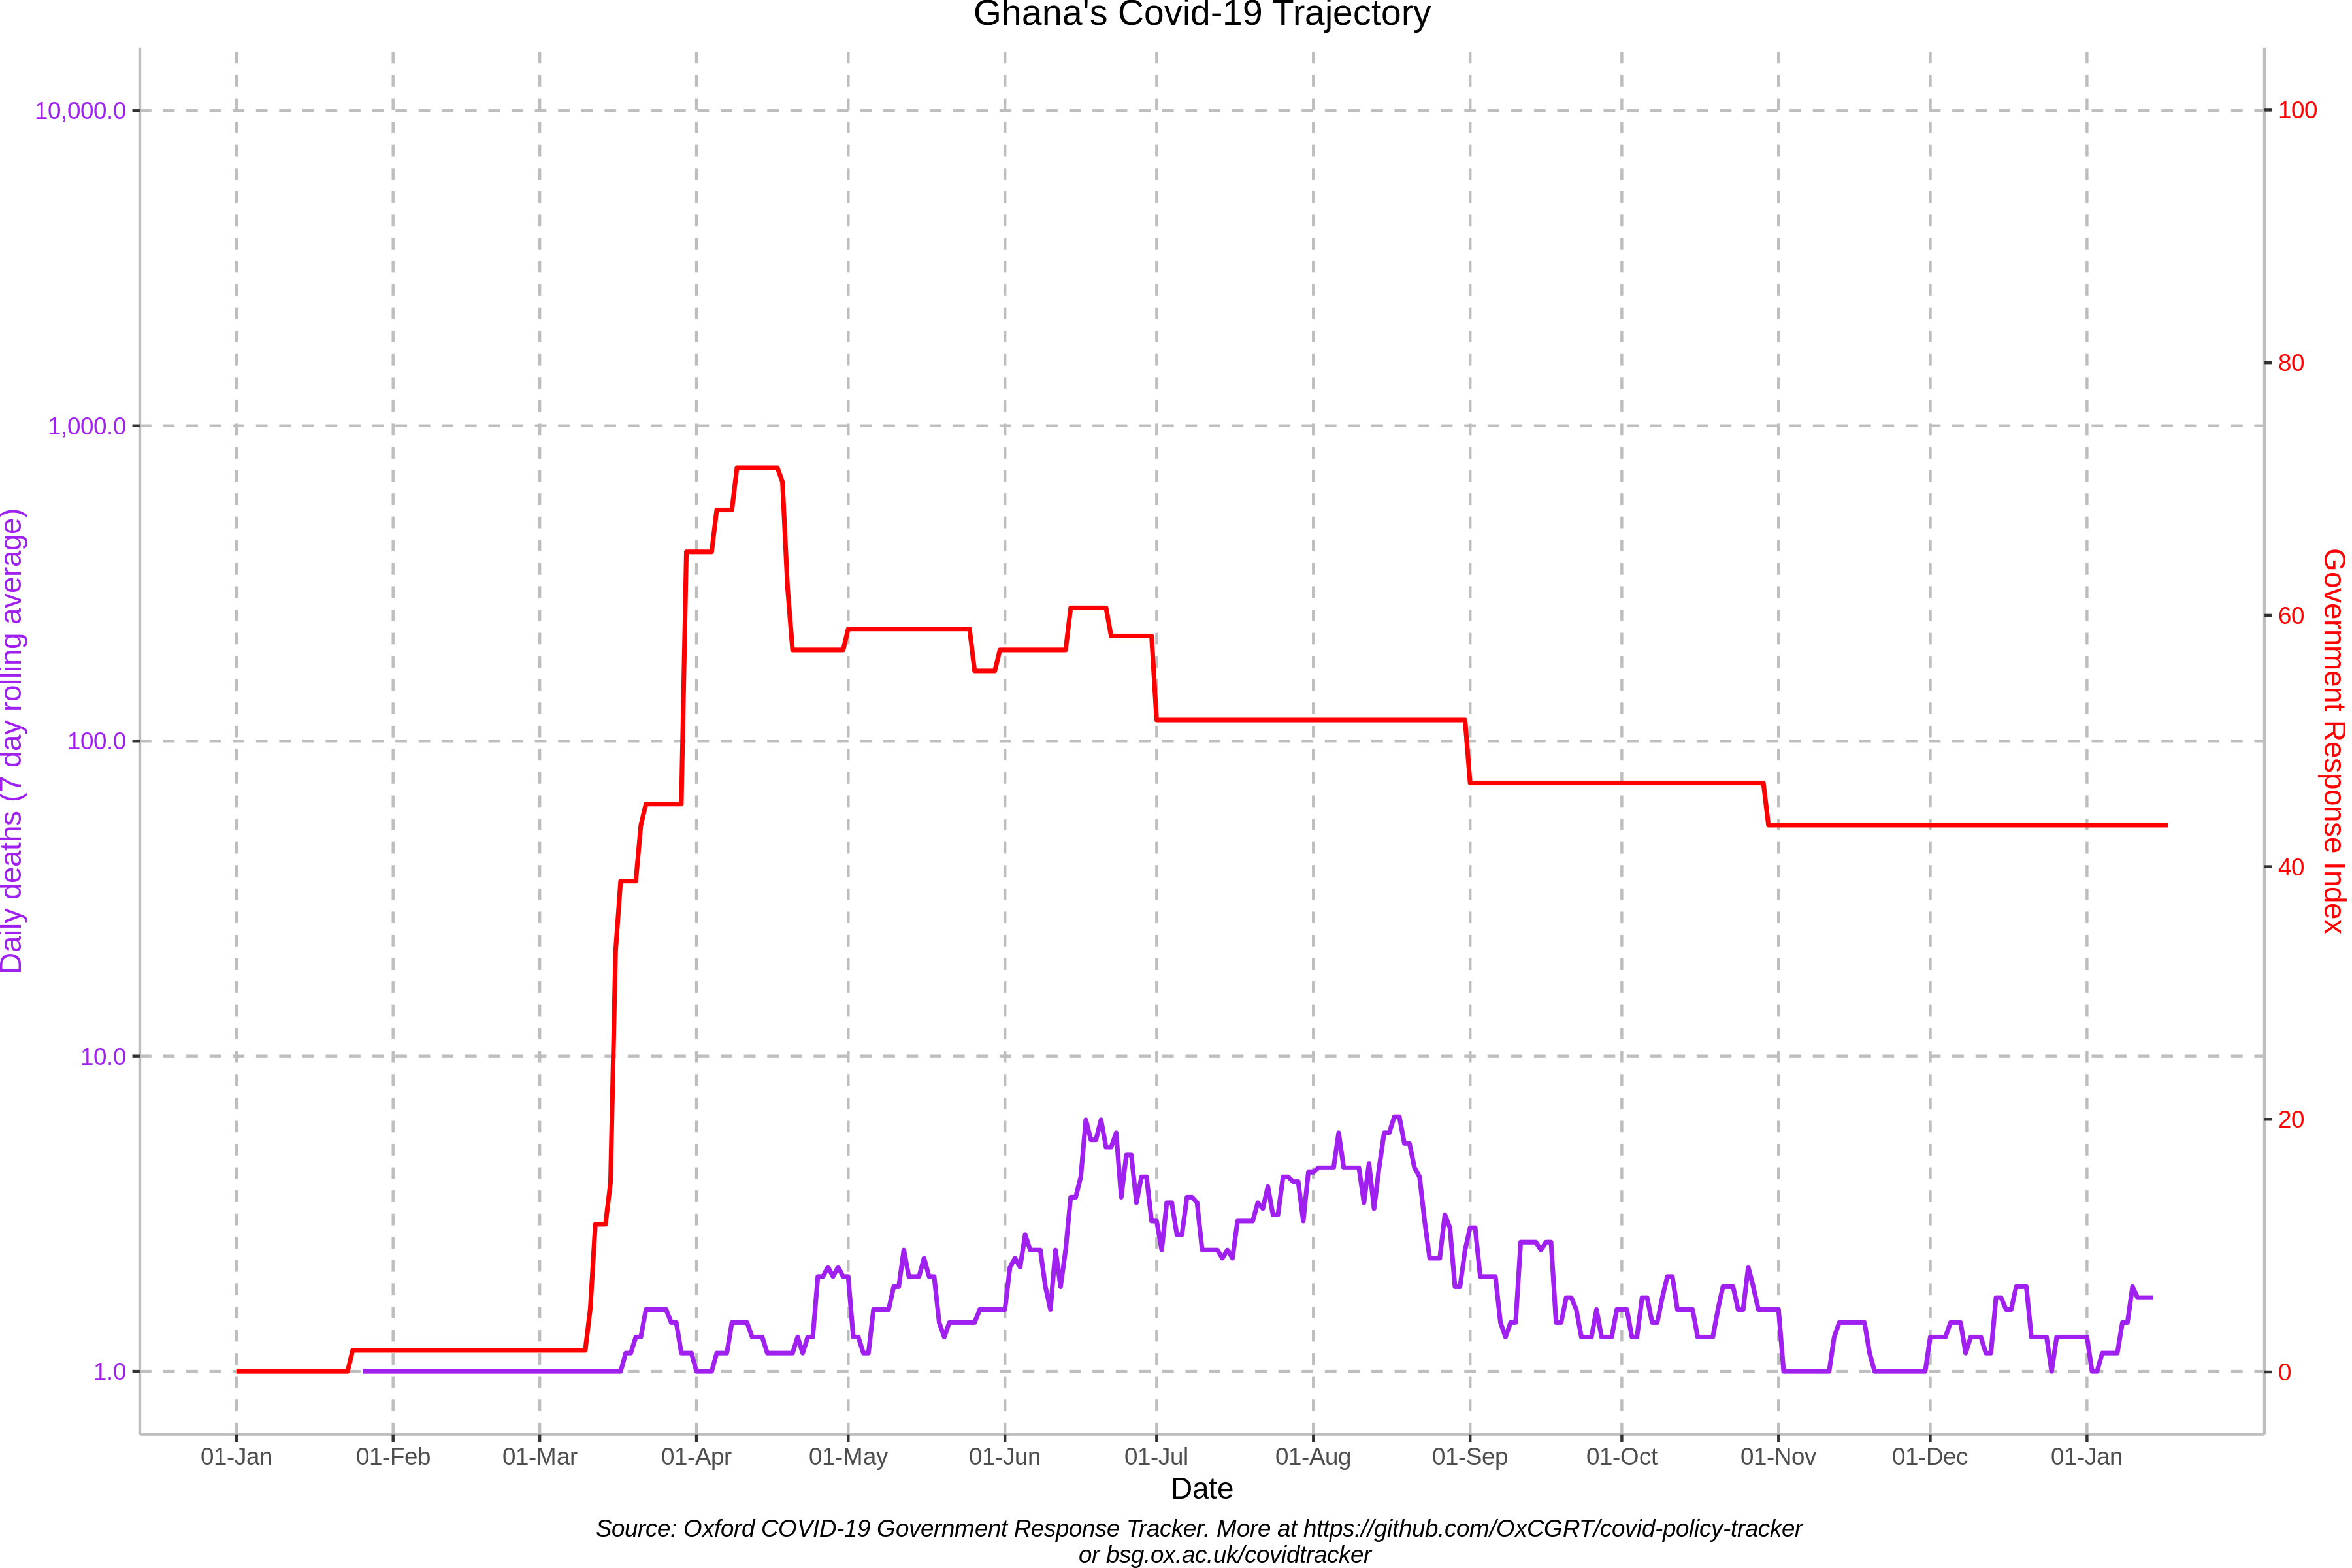 Ghana's Covid-19 Trajectory
10,000.0
1,000.0
100.0
10.0
1.0
Daily deaths (7 day rolling average)
100
80
60
40
20
0
Government Response Index
01-Jan 01-Feb 01-Mar 01-Apr 01-May 01-Jun 01-Jul 01-Aug 01-Sep 01-Oct 01-Nov 01-Dec 01-Jan
Date
Source: Oxford COVID-19 Government Response Tracker. More at https://github.com/OxCGRT/covid-policy-tracker
or bsg.ox.ac.uk/covidtracker